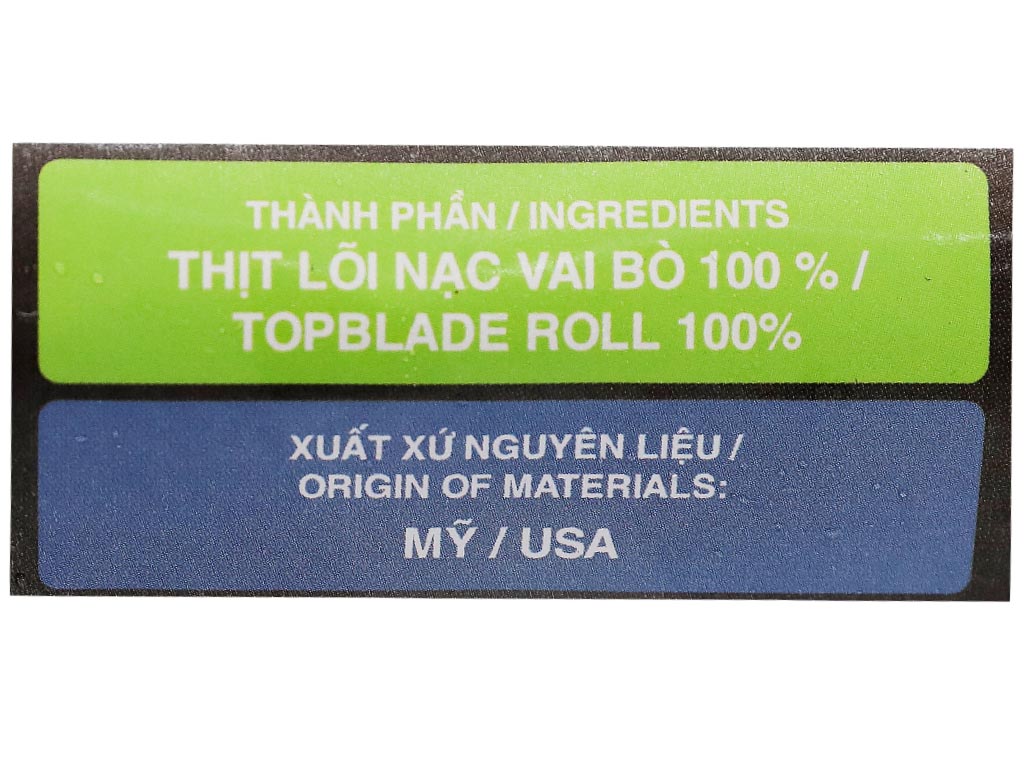 THÀNH PHẦN / INGREDIENTS
THỊT LÕI NẠC VAI BÒ 100 % /
TOPBLADE ROLL 100%
XUẤT XỨ NGUYÊN LIỆU /
ORIGIN OF MATERIALS:
MỸ / USA